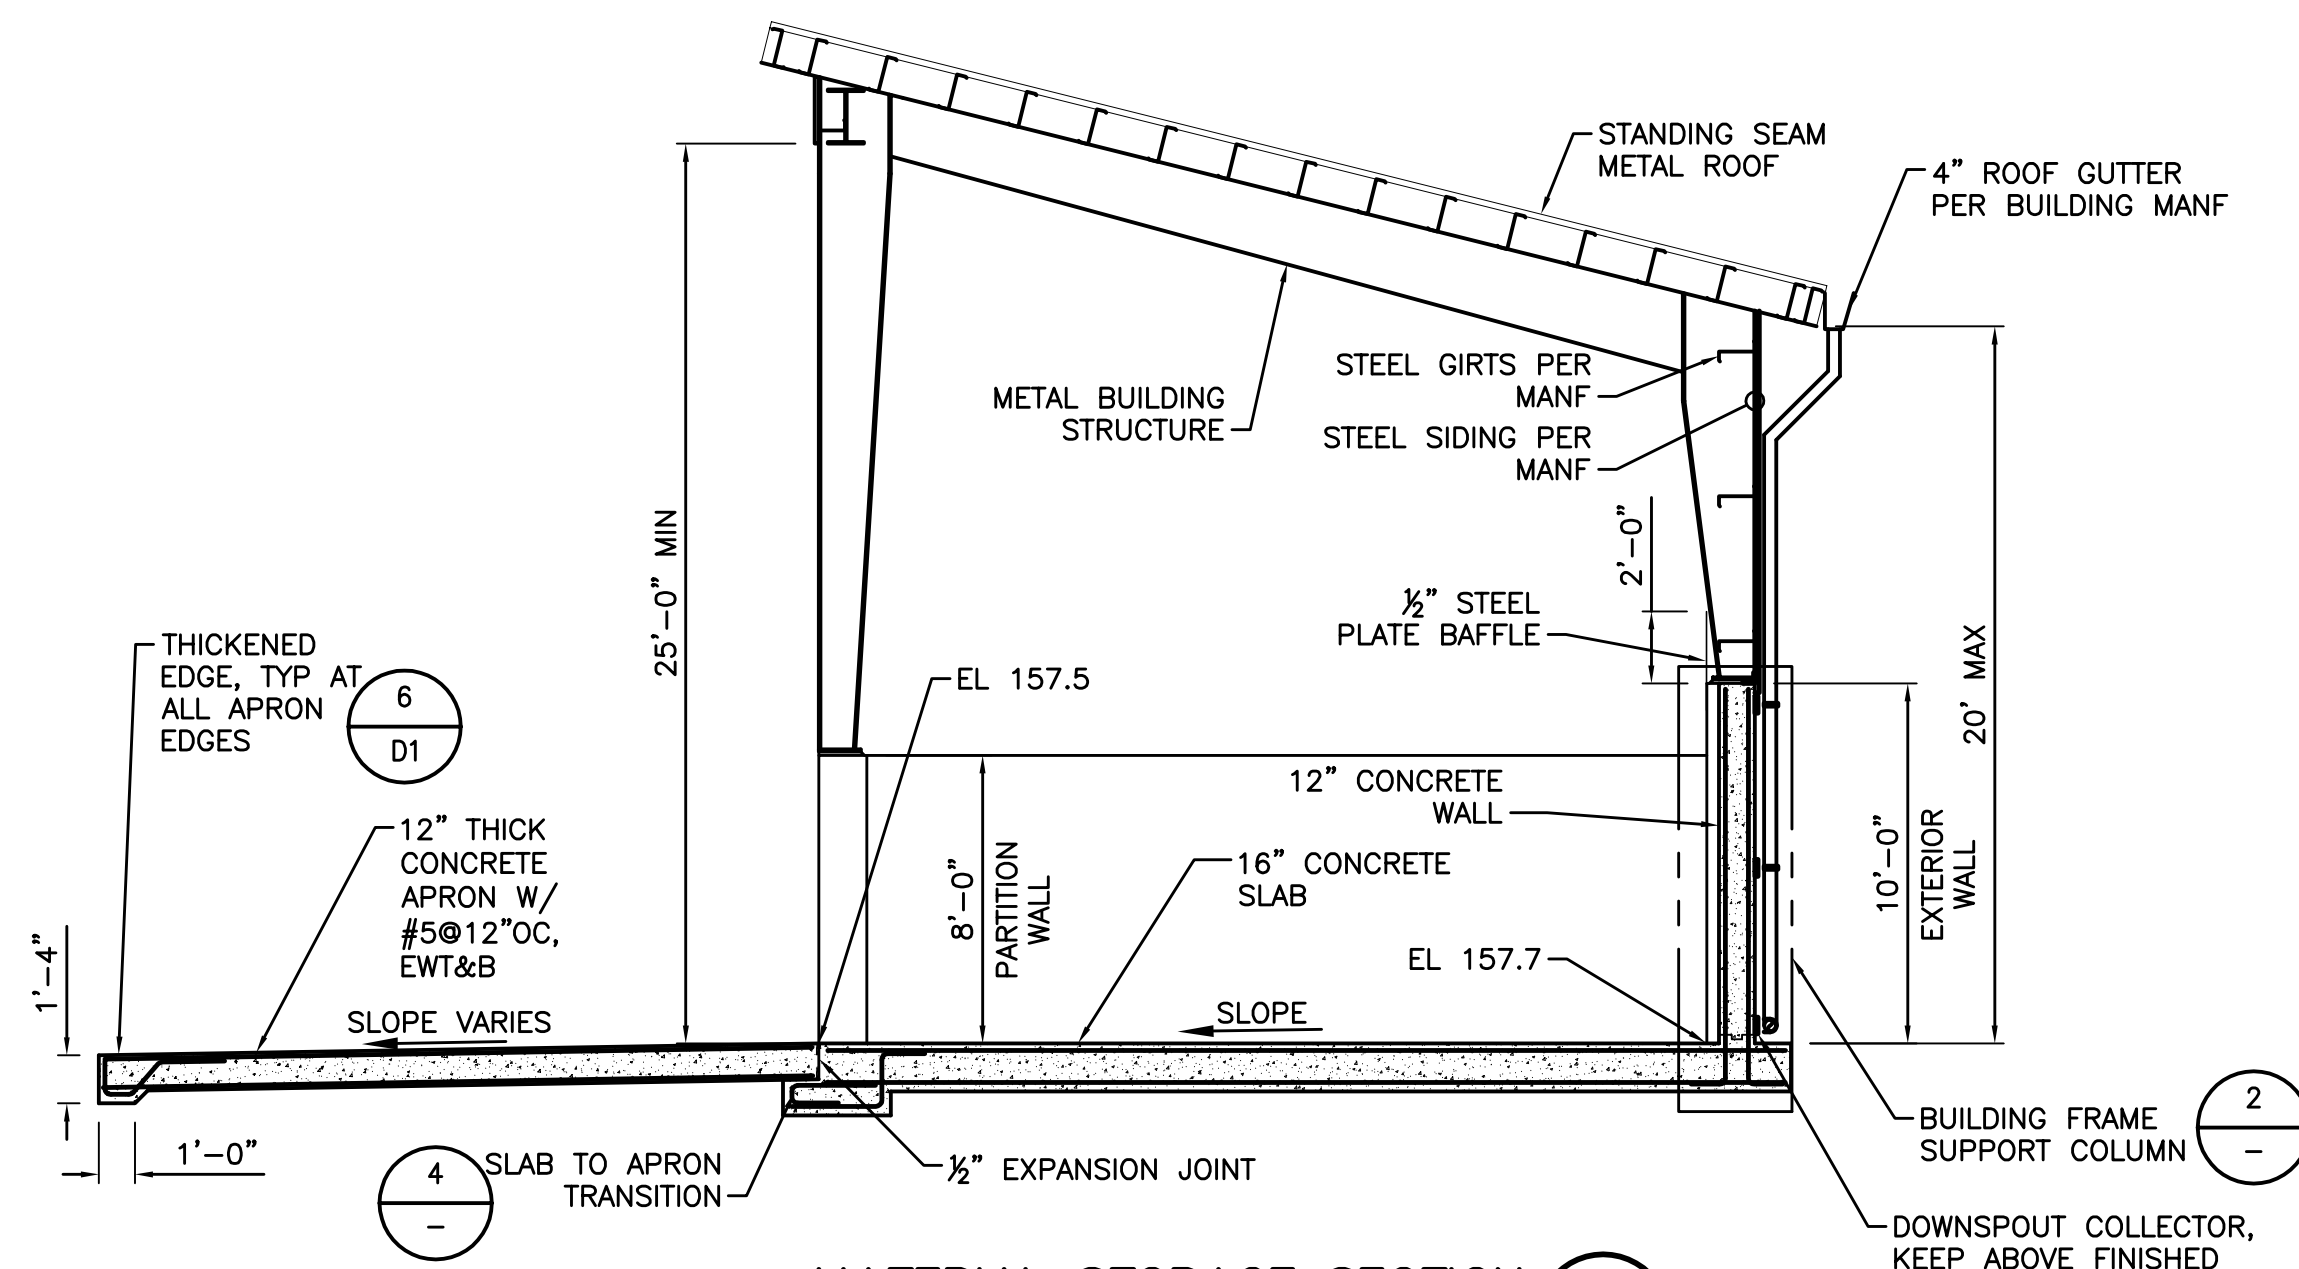 STANDING SEAM
METAL ROOF
4” ROOF GUTTER
PER BUILDING MANF
STEEL GIRTS PER
MANF
METAL BUILDING
STRUCTURE
STEEL SIDING PER
MANF
25'-0” MIN
2'-0”
½” STEEL
PLATE BAFFLE
20' MAX
THICKENED
EDGE, TYP AT
ALL APRON
EDGES
6
D1
EL 157.5
12” CONCRETE
WALL
12” THICK
CONCRETE
APRON W/
#5@12”OC,
EWT&B
8'-0”
PARTITION
WALL
16” CONCRETE
SLAB
10'-0”
EXTERIOR
WALL
EL 157.7
1'-4”
SLOPE VARIES
SLOPE
1'-0”
4
-
SLAB TO APRON
TRANSITION
½” EXPANSION JOINT
BUILDING FRAME
SUPPORT COLUMN
2
-
DOWNSPOUT COLLECTOR,
KEEP ABOVE FINISHED
MATERIAL STORAGE SECTION